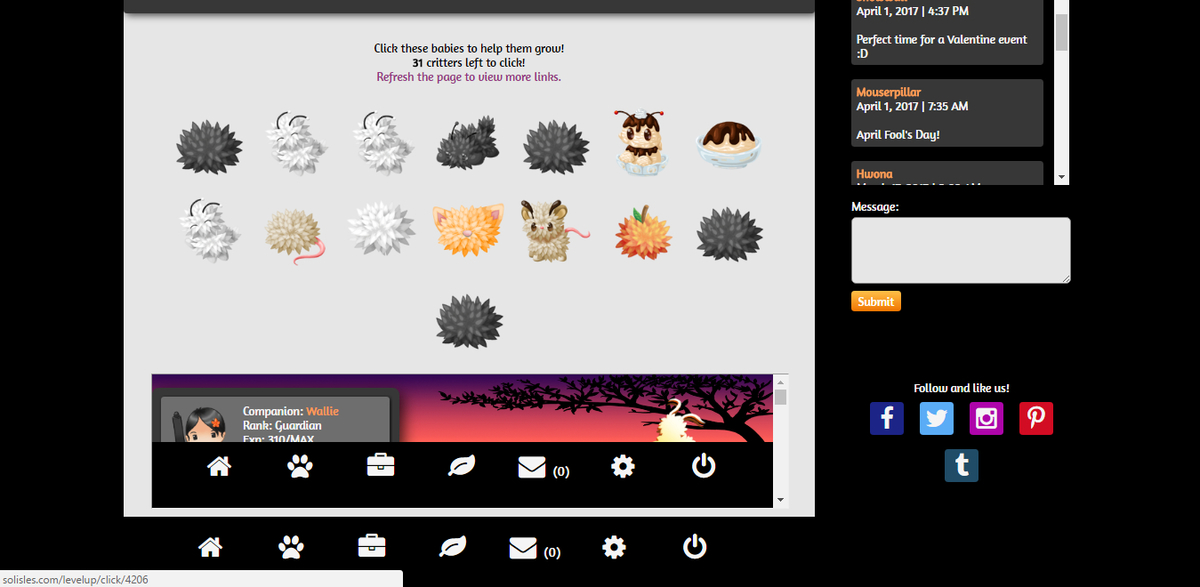 Click these babies to help them grow!
31 critters left to click!
Refresh the page to view more links.
Companion: Wallie
Rank: Guardian
Exp: 310/MAX
(0)
(0)
solisles.com/levelup/click/4206
April 1, 2017 | 4:37 PM
Perfect time for a Valentine event
:D
Mouserpillar
April 1, 2017 | 7:35 AM
April Fool's Day!
Hwona
Message:
Submit
Follow and like us!